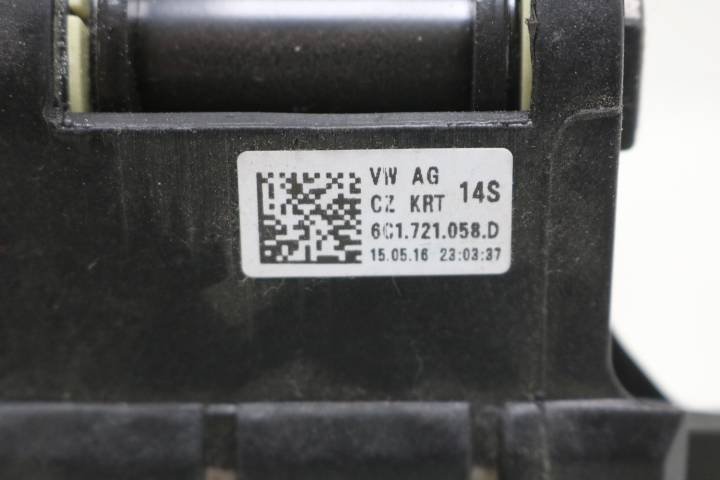 VW AG
CZ KRT 14S
6C1.721.058.D
15.05.16 23:03:37